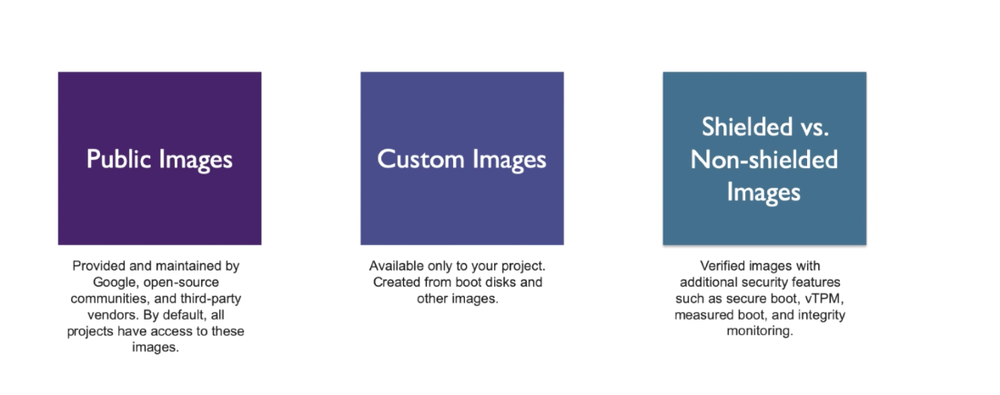 Public Images
Provided and maintained by
Google, open-source
communities, and third-party
vendors. By default, all
projects have access to these
images.
Custom Images
Available only to your project.
Created from boot disks and
other images.
Shielded vs.
Non-shielded
Images
Verified images with
additional security features
such as secure boot, vTPM,
measured boot, and integrity
monitoring.